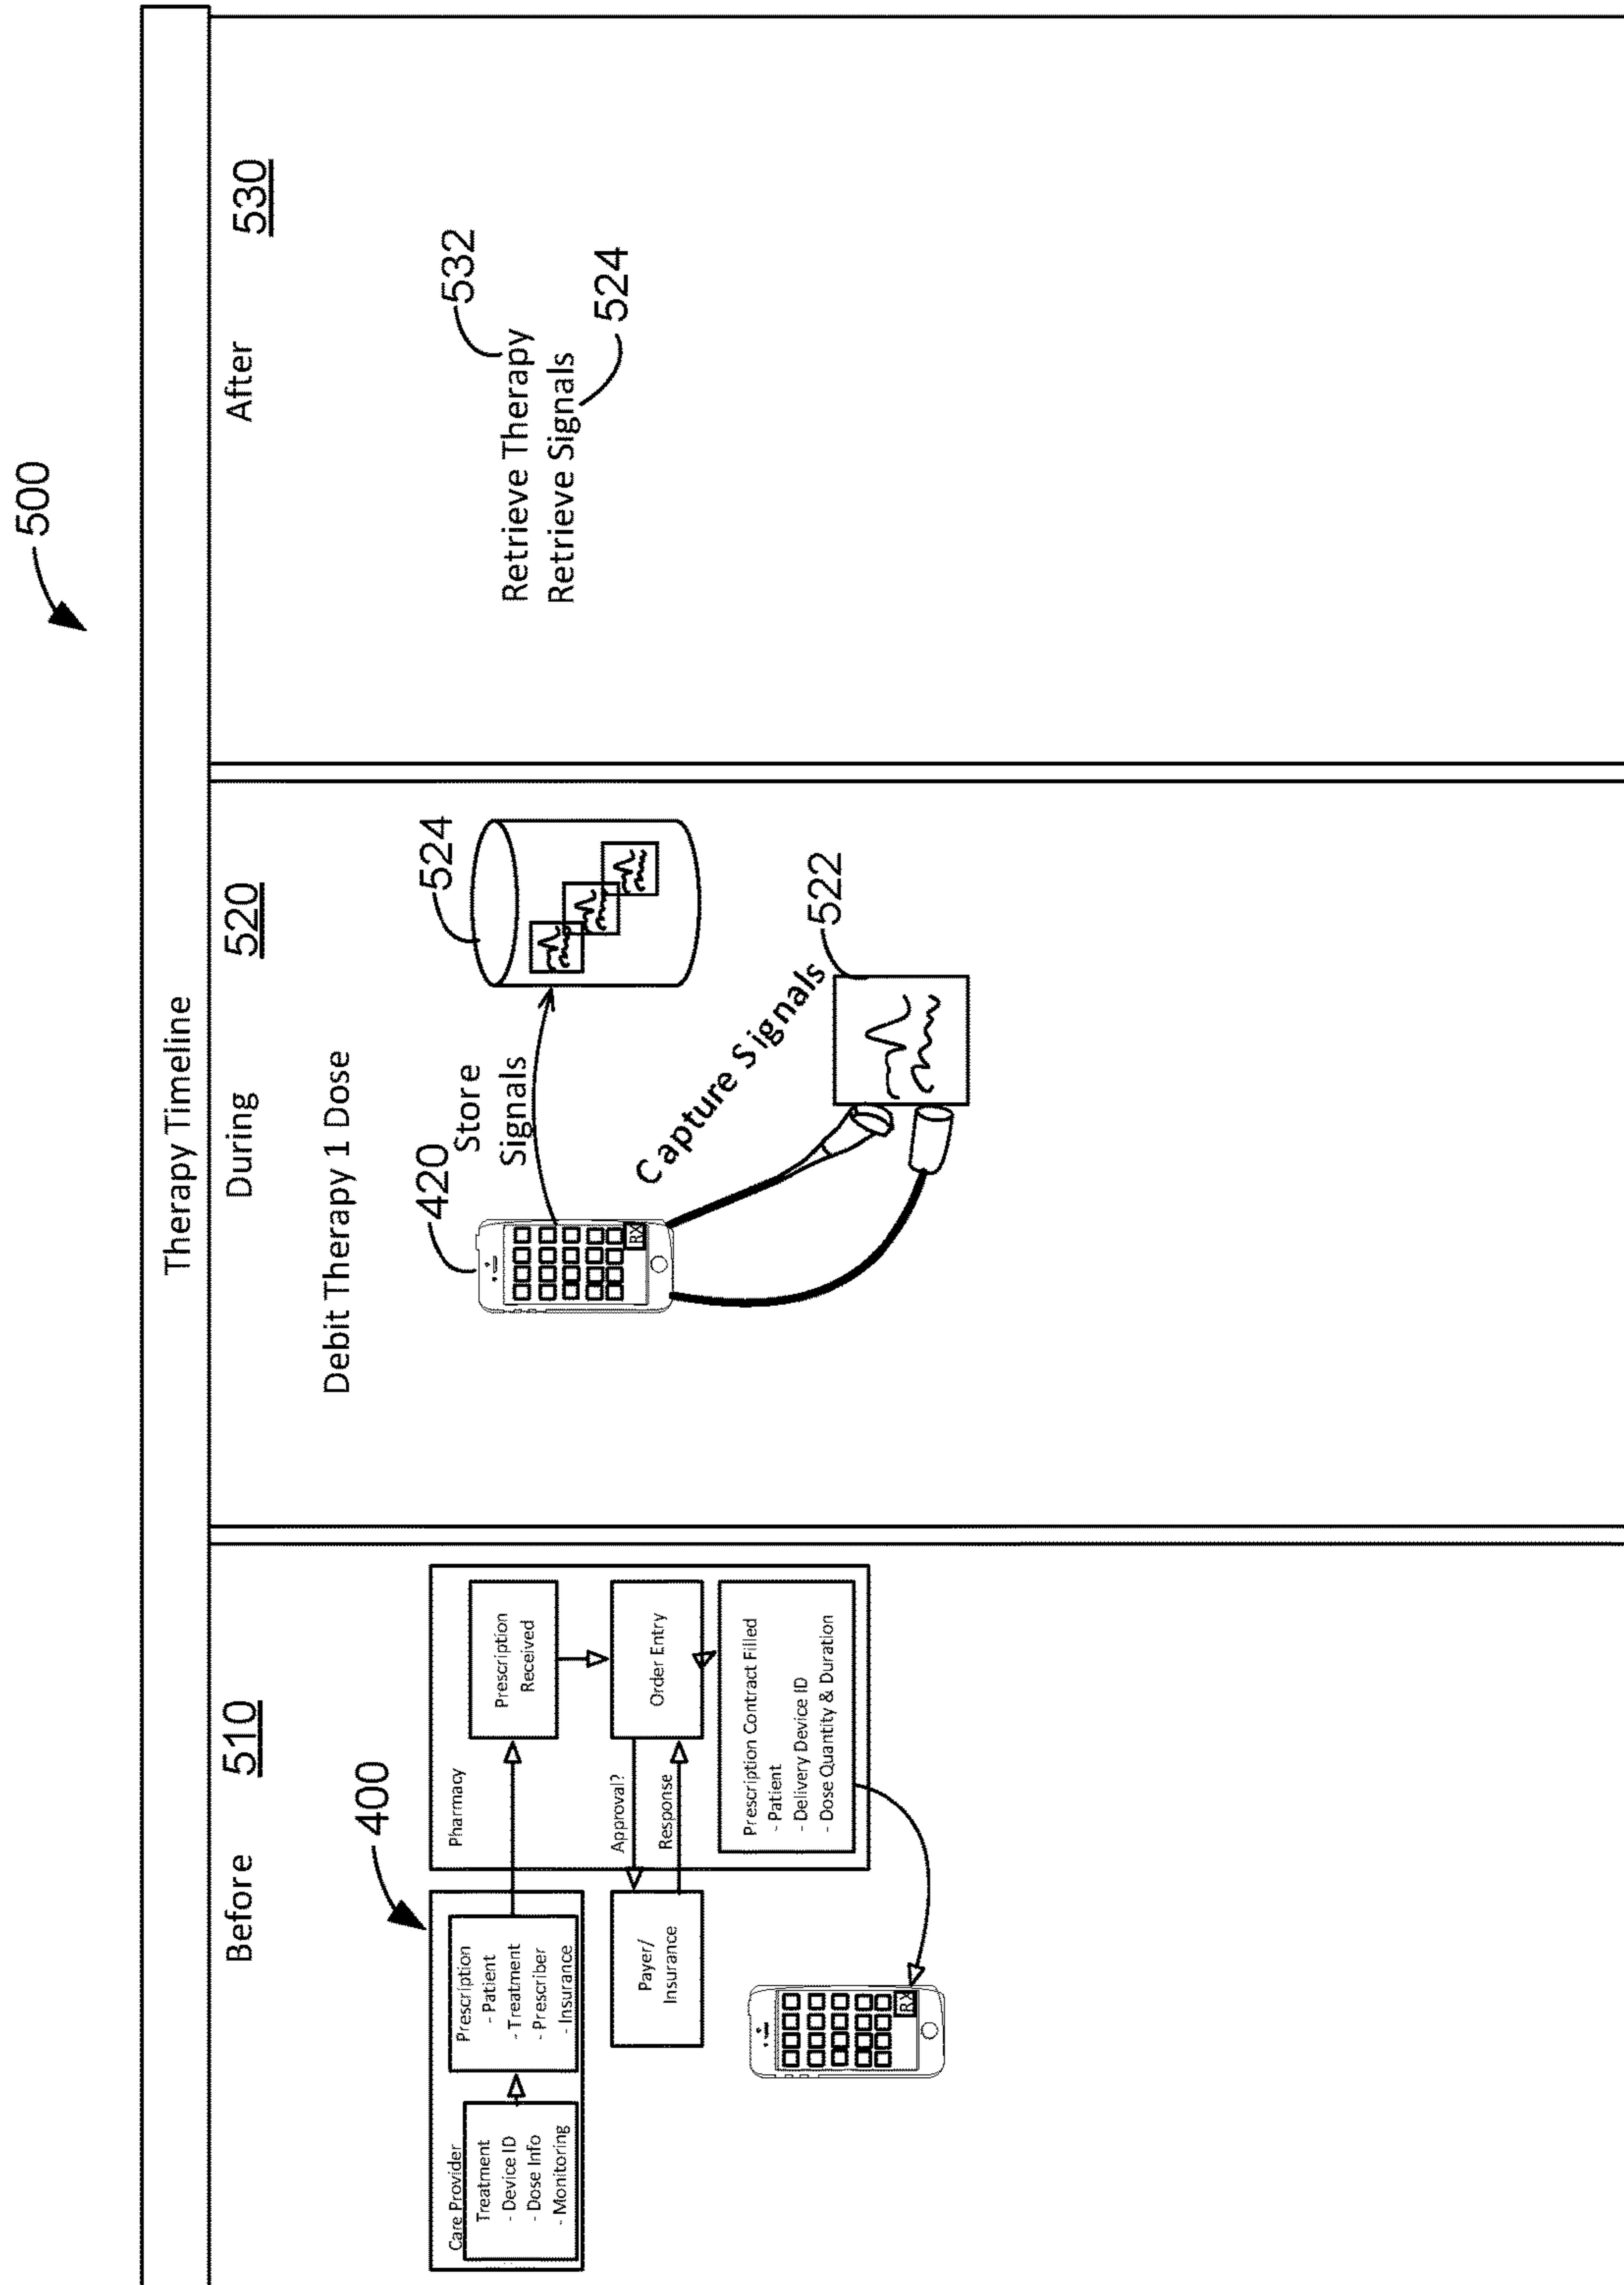 500
Therapy Timeline
Before 510
400
Care Provider
Treatment
- Device ID
- Dose Info
- Monitoring
Prescription
- Patient
- Treatment
- Prescriber
- Insurance
Pharmacy
Prescription
Received
Approval?
Response
Payer/
Insurance
Order Entry
Prescription Contract Filled
- Patient
- Delivery Device ID
- Dose Quantity & Duration
RX
During 520
Debit Therapy 1 Dose
420
Store
Signals
524
RX
Capture Signals
522
After 530
532
Retrieve Therapy
Retrieve Signals
524